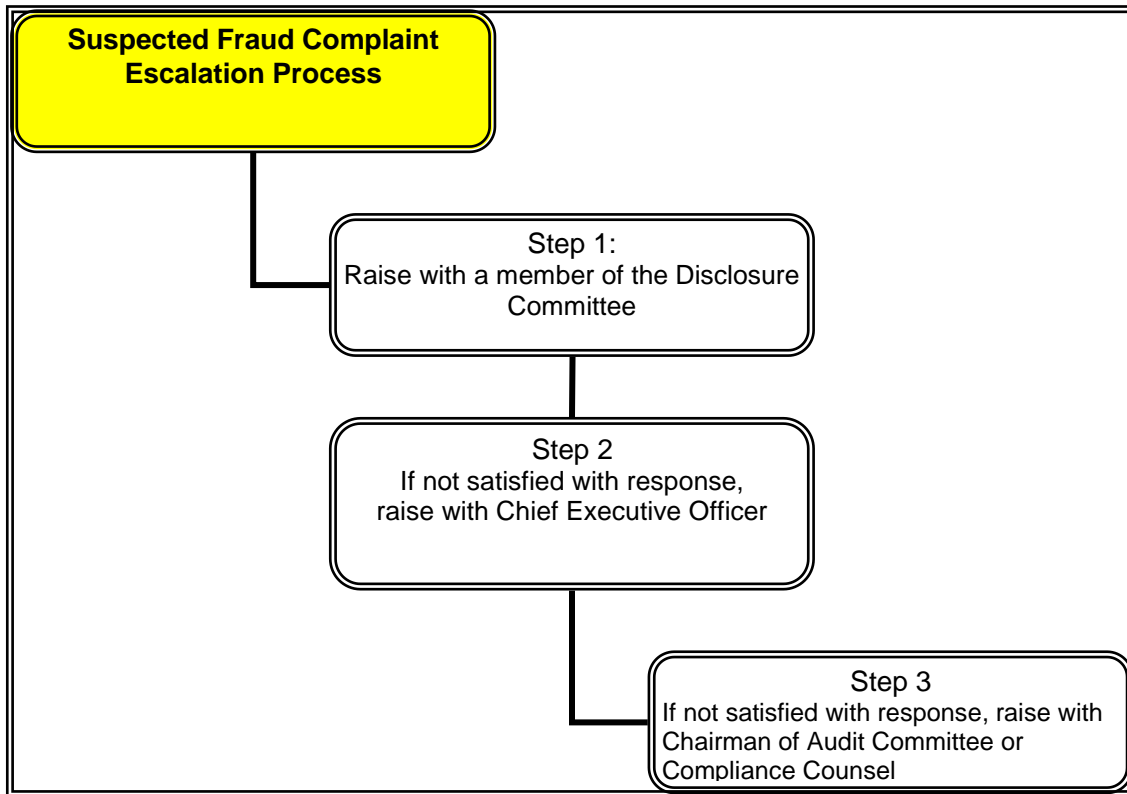 Suspected Fraud Complaint
Escalation Process
Step 1:
Raise with a member of the Disclosure
Committee
Step 2
If not satisfied with response,
raise with Chief Executive Officer
Step 3
If not satisfied with response, raise with
Chairman of Audit Committee or
Compliance Counsel